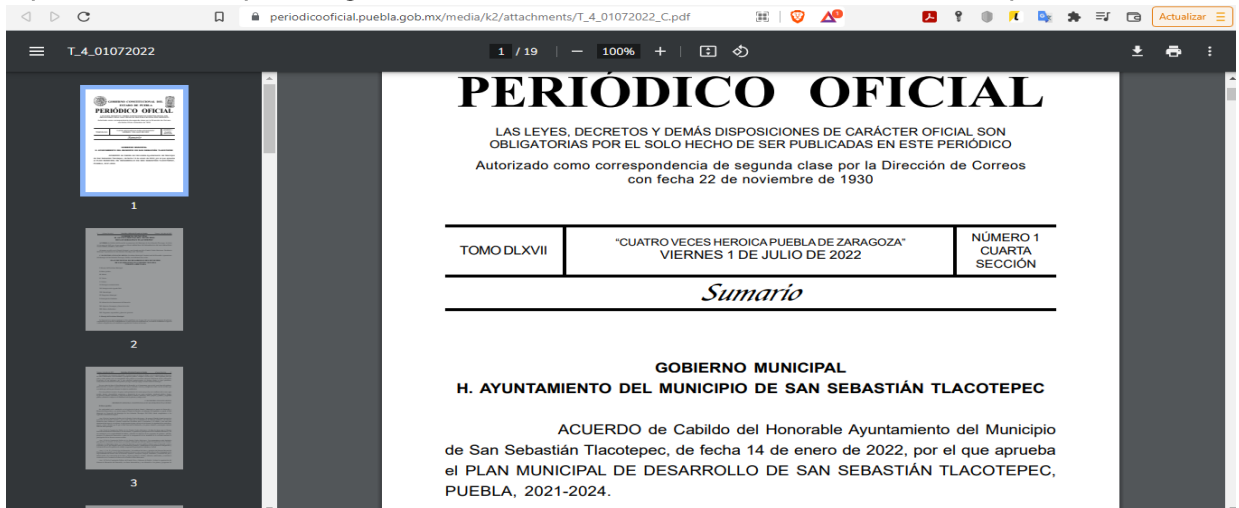 periodicooficial.puebla.gob.mx/media/k2/attachments/T_4_01072022_C.pdf
Actualizar
T_4_01072022
1 / 19
100%
PERIÓDICO OFICIAL
LAS LEYES, DECRETOS Y DEMÁS DISPOSICIONES DE CARÁCTER OFICIAL SON
OBLIGATORIAS POR EL SOLO HECHO DE SER PUBLICADAS EN ESTE PERIÓDICO
Autorizado como correspondencia de segunda clase por la Dirección de Correos
con fecha 22 de noviembre de 1930
TOMO DLXVII
"CUATRO VECES HEROICA PUEBLA DE ZARAGOZA"
VIERNES 1 DE JULIO DE 2022
NÚMERO 1
CUARTA
SECCIÓN
Sumario
GOBIERNO MUNICIPAL
H. AYUNTAMIENTO DEL MUNICIPIO DE SAN SEBASTIÁN TLACOTEPEC
ACUERDO de Cabildo del Honorable Ayuntamiento del Municipio
de San Sebastián Tlacotepec, de fecha 14 de enero de 2022, por el que aprueba
el PLAN MUNICIPAL DE DESARROLLO DE SAN SEBASTIÁN TLACOTEPEC,
PUEBLA, 2021-2024.
PERIÓDICO OFICIAL
1
2
3